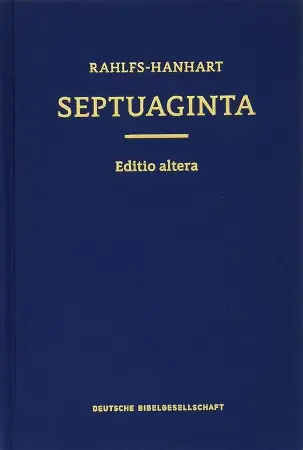 RAHLFS-HANHART
SEPTUAGINTA
Editio altera
DEUTSCHE BIBELGESELLSCHAFT